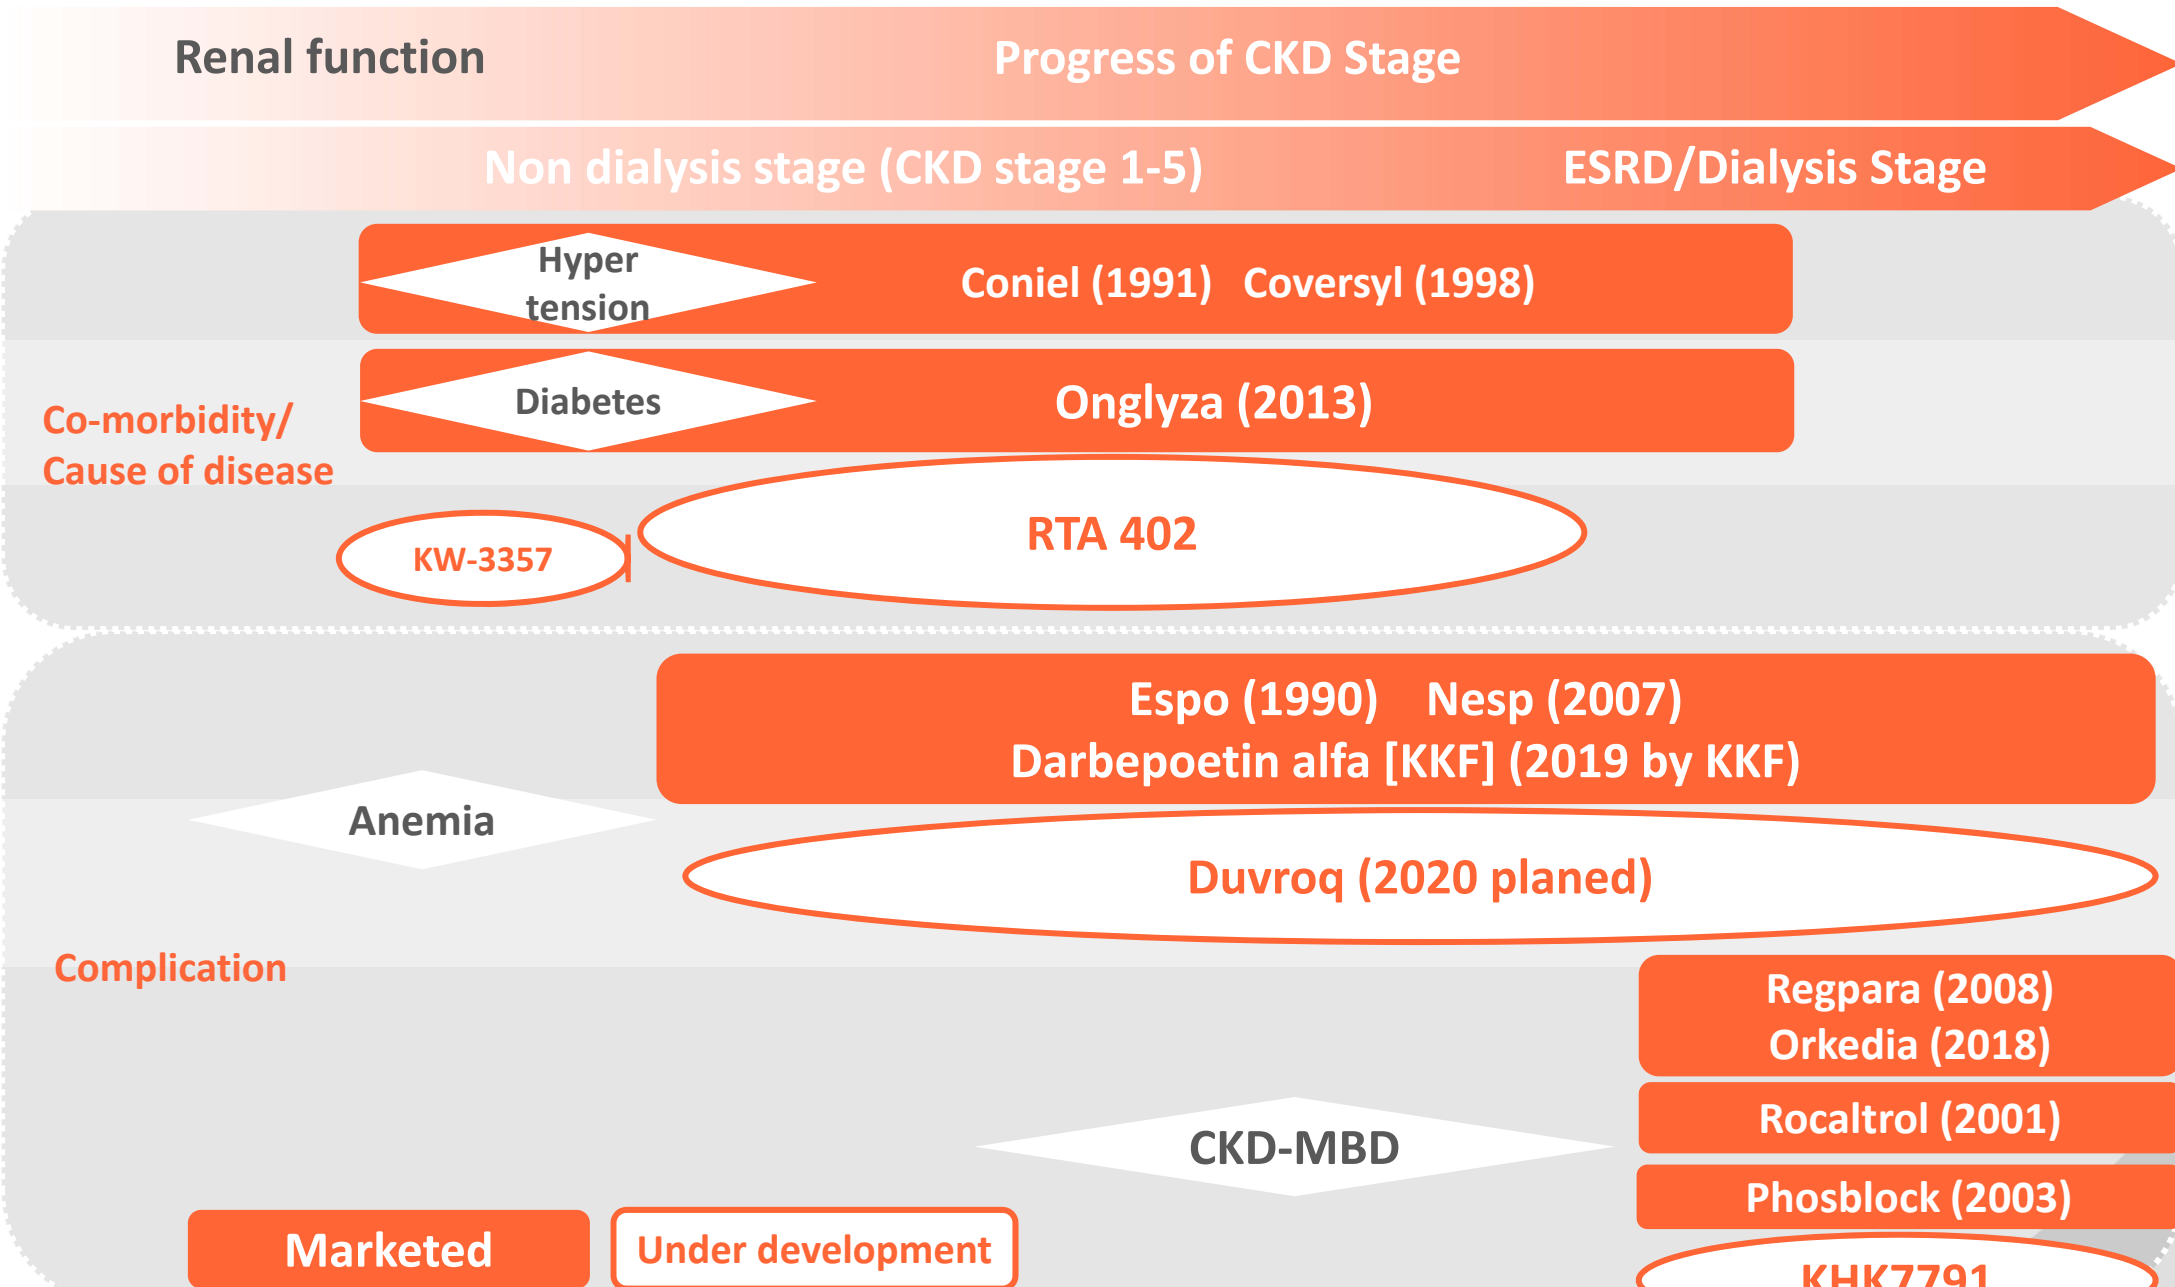 Renal function
Progress of CKD Stage
Non dialysis stage (CKD stage 1-5)
ESRD/Dialysis Stage
Hyper
tension
Coniel (1991) Coversyl (1998)
Diabetes
Onglyza (2013)
Co-morbidity/
Cause of disease
KW-3357
RTA 402
Espo (1990) Nesp (2007)
Darbepoetin alfa [KKF] (2019 by KKF)
Anemia
Duvroq (2020 planed)
Complication
Regpara (2008)
Orkedia (2018)
Rocaltrol (2001)
CKD-MBD
Phosblock (2003)
Marketed
Under development
KHK7791